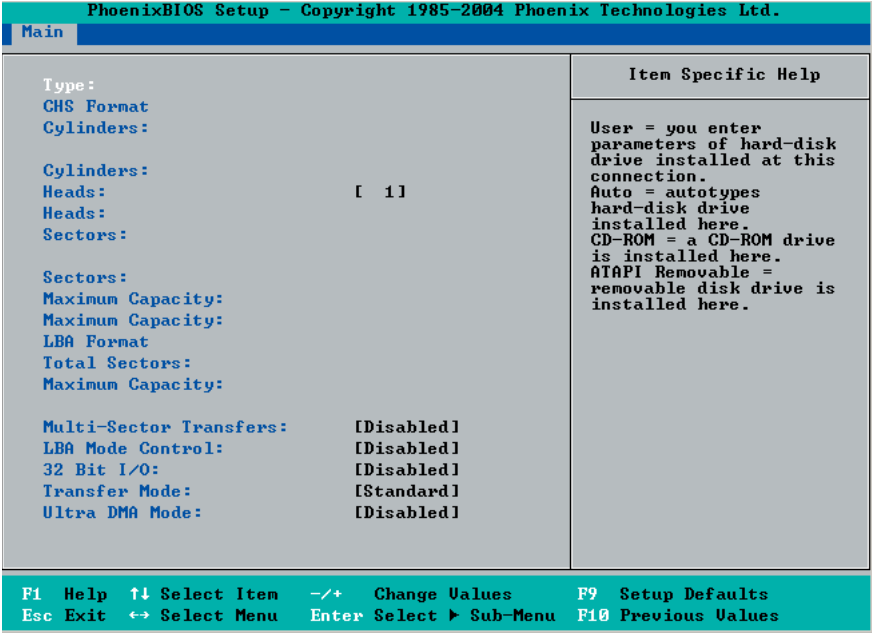 PhoenixBIOS Setup – Copyright 1985–2004 Phoenix Technologies Ltd.
Main
Type:
CHS Format
Cylinders:
Cylinders:
Heads: [ 1]
Heads:
Sectors:
Sectors:
Maximum Capacity:
Maximum Capacity:
LBA Format
Total Sectors:
Maximum Capacity:
Multi-Sector Transfers: [Disabled]
LBA Mode Control: [Disabled]
32 Bit I/O: [Disabled]
Transfer Mode: [Standard]
Ultra DMA Mode: [Disabled]
Item Specific Help
User = you enter
parameters of hard-disk
drive installed at this
connection.
Auto = autotypes
hard-disk drive
installed here.
CD-ROM = a CD-ROM drive
is installed here.
ATAPI Removable =
removable disk drive is
installed here.
F1 Help ↑↓ Select Item -/+ Change Values F9 Setup Defaults
Esc Exit ↔ Select Menu Enter Select ▶ Sub-Menu F10 Previous Values